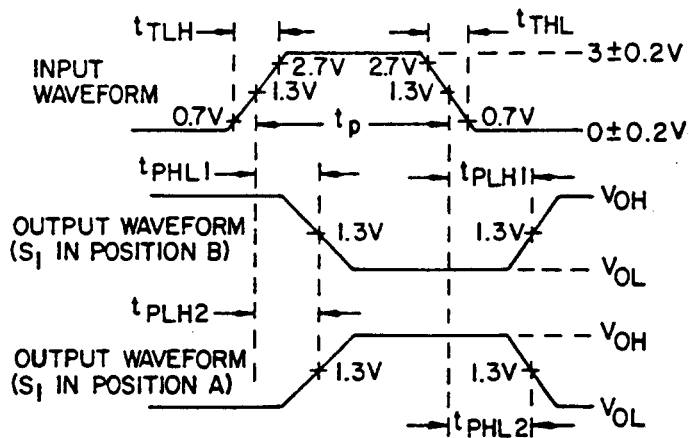 tTLH
tTHL
INPUT WAVEFORM
2.7V 2.7V
3±0.2V
1.3V 1.3V
0.7V tp 0.7V
0±0.2V
tPHL1
tPLH1
VOH
OUTPUT WAVEFORM
(S1 IN POSITION B)
1.3V 1.3V
VOL
tPLH2
VOH
OUTPUT WAVEFORM
(S1 IN POSITION A)
1.3V 1.3V
VOL
tPHL2